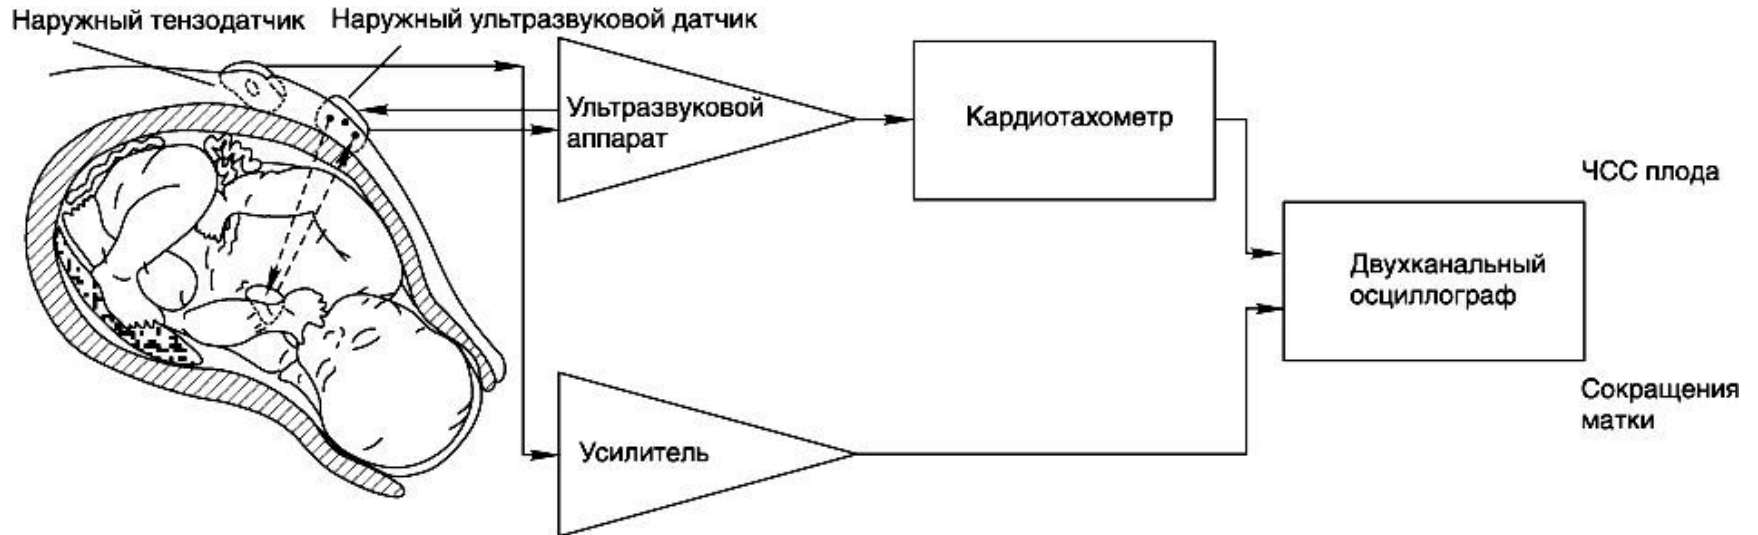 Наружный тензодатчик
Наружный ультразвуковой датчик
Ультразвуковой
аппарат
Кардиотахометр
ЧСС плода
Двухканальный
осциллограф
Сокращения
матки
Усилитель